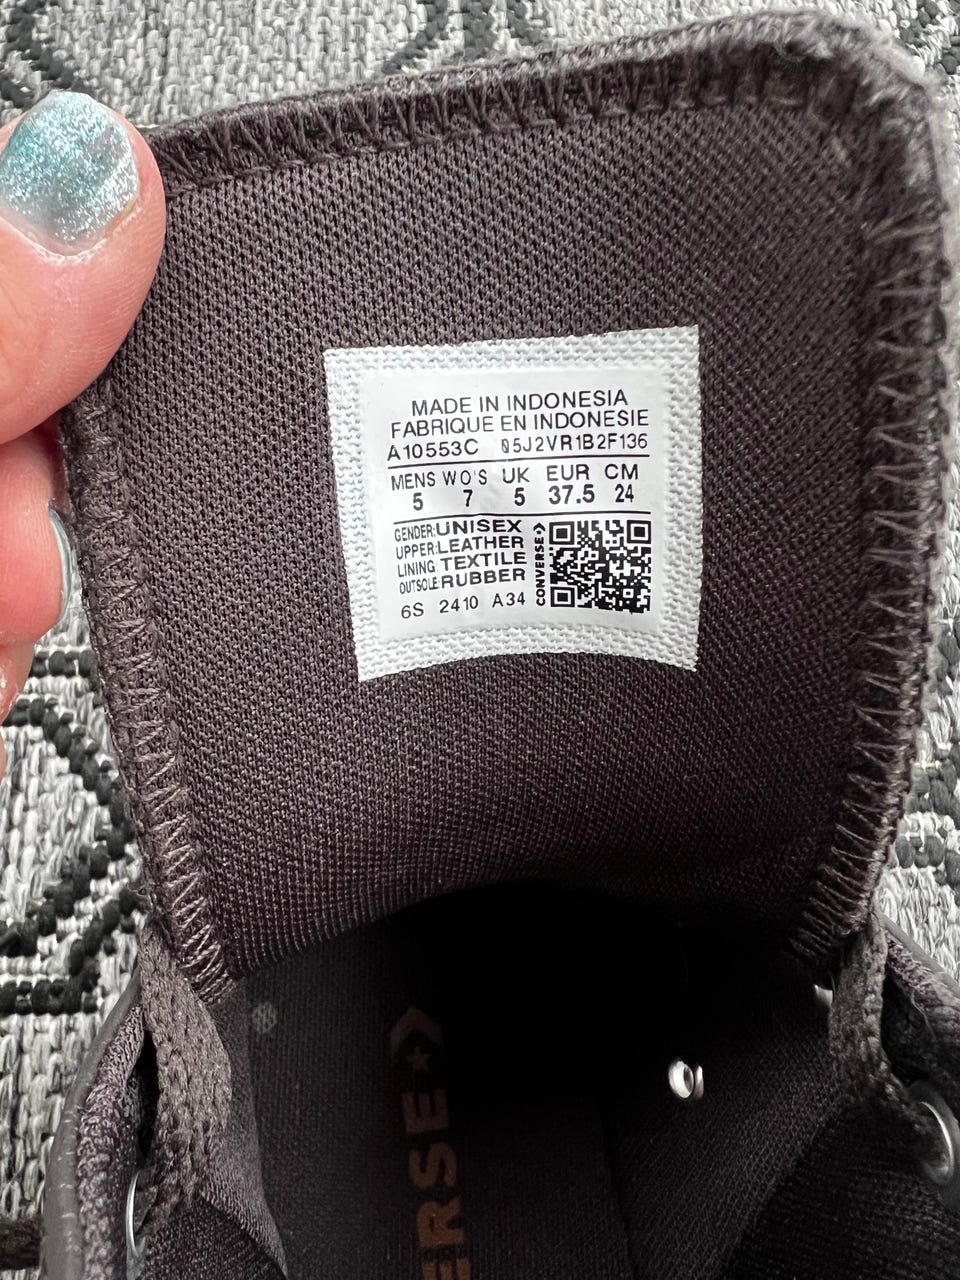 MADE IN INDONESIA
FABRIQUE EN INDONESIE
A10553C 05J2VR1B2F136
MENS WO'S UK EUR CM
5 7 5 37.5 24
GENDER:UNISEX
UPPER:LEATHER
LINING:TEXTILE
OUTSOLE:RUBBER
CONVERSE
6S 2410 A34
ERSE